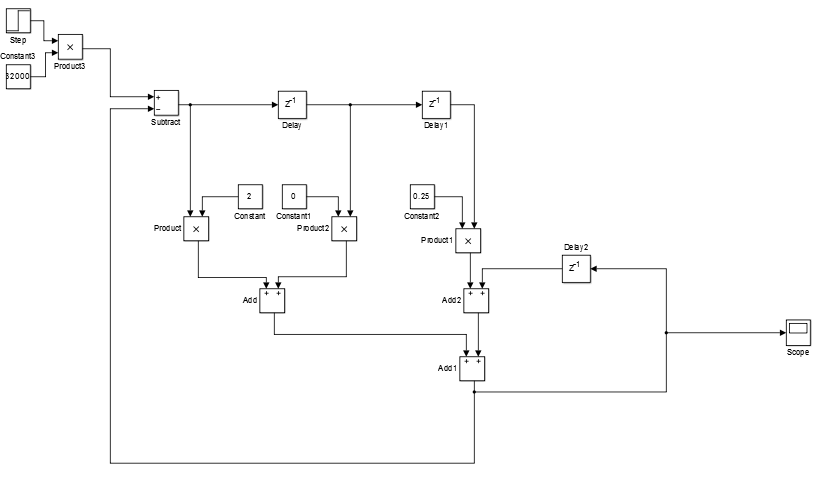 Step
×
Constant3
Product3
32000
+
−
Subtract
z-1
Delay
z-1
Delay1
2
Constant
0
Constant1
0.25
Constant2
Product
×
Product2
×
Product1
×
Delay2
z-1
Add
+ +
Add2
+ +
Scope
Add1
+ +